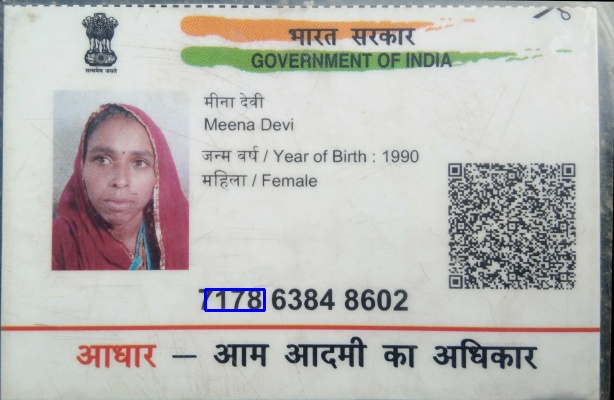 सत्यमेव जयते
भारत सरकार
GOVERNMENT OF INDIA
मीना देवी
Meena Devi
जन्म वर्ष / Year of Birth : 1990
महिला / Female
7178 6384 8602
आधार – आम आदमी का अधिकार